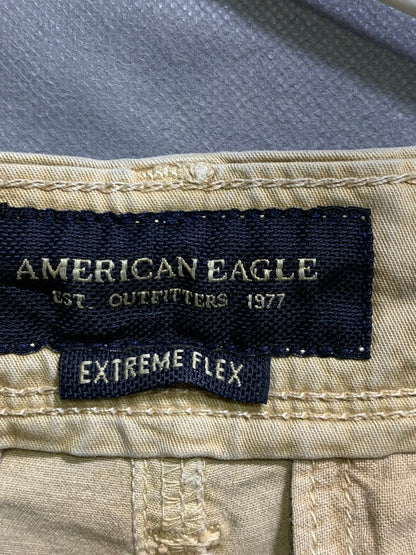 AMERICAN EAGLE
EST. OUTFITTERS 1977
EXTREME FLEX